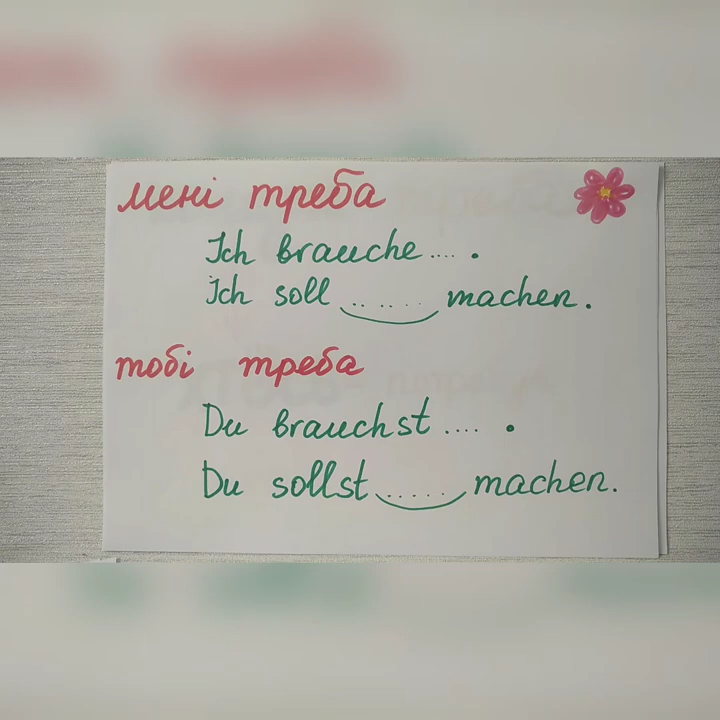 мені треба
Ich brauche .... .
Ich soll ..... machen.
тобі треба
Du brauchst .... .
Du sollst ..... machen.